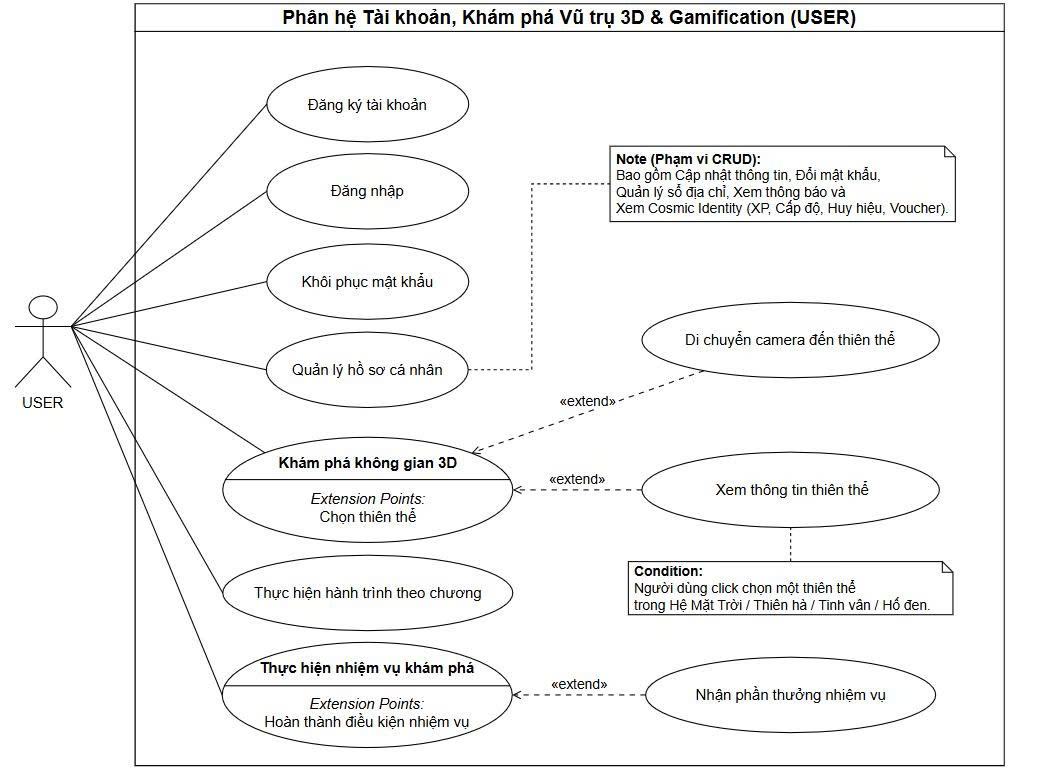 Phân hệ Tài khoản, Khám phá Vũ trụ 3D & Gamification (USER)
Đăng ký tài khoản
Đăng nhập
Khôi phục mật khẩu
Quản lý hồ sơ cá nhân
Note (Phạm vi CRUD):
Bao gồm Cập nhật thông tin, Đổi mật khẩu,
Quản lý sổ địa chỉ, Xem thông báo và
Xem Cosmic Identity (XP, Cấp độ, Huy hiệu, Voucher).
USER
Di chuyển camera đến thiên thể
«extend»
Khám phá không gian 3D
Extension Points:
Chọn thiên thể
«extend»
Xem thông tin thiên thể
Condition:
Người dùng click chọn một thiên thể
trong Hệ Mặt Trời / Thiên hà / Tinh vân / Hố đen.
Thực hiện hành trình theo chương
Thực hiện nhiệm vụ khám phá
Extension Points:
Hoàn thành điều kiện nhiệm vụ
«extend»
Nhận phần thưởng nhiệm vụ